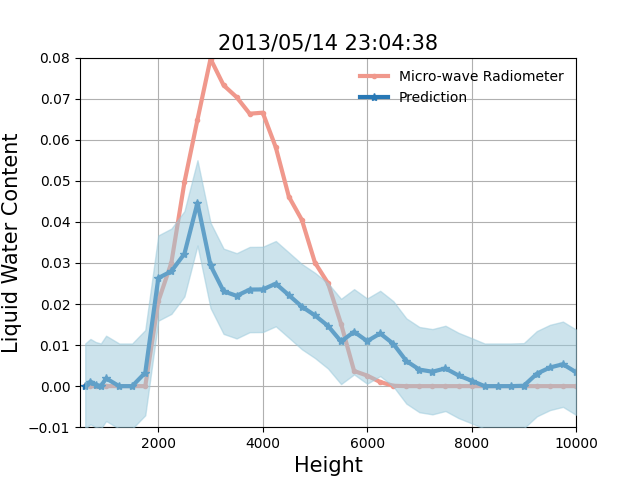 2013/05/14 23:04:38
Liquid Water Content
0.08
0.07
0.06
0.05
0.04
0.03
0.02
0.01
0.00
−0.01
Micro-wave Radiometer
Prediction
2000 4000 6000 8000 10000
Height